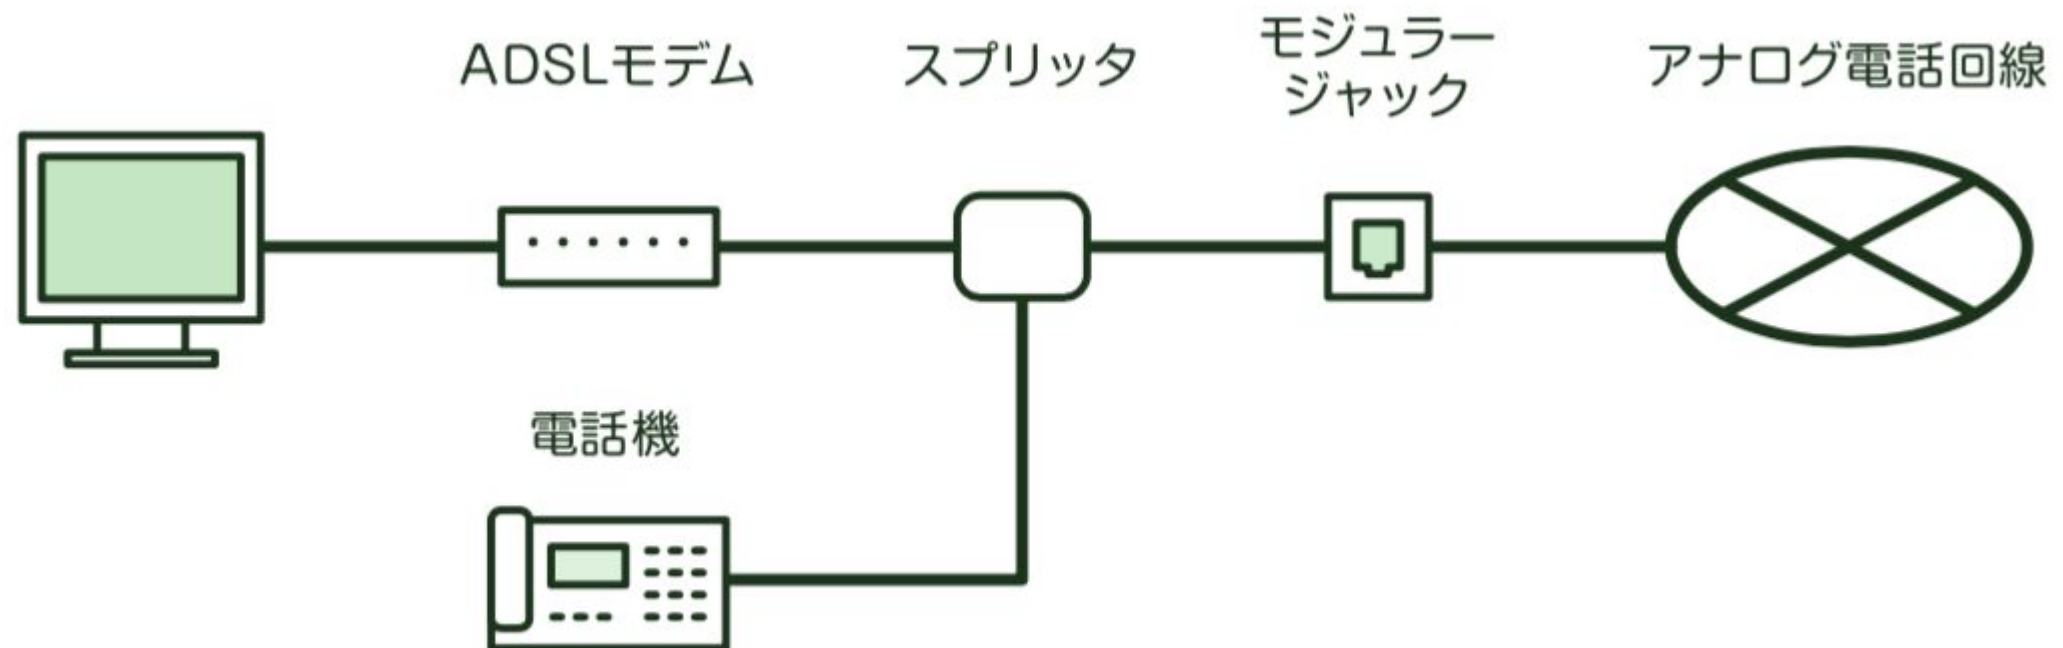 ADSLモデム
スプリッタ
モジュラー
ジャック
アナログ電話回線
電話機